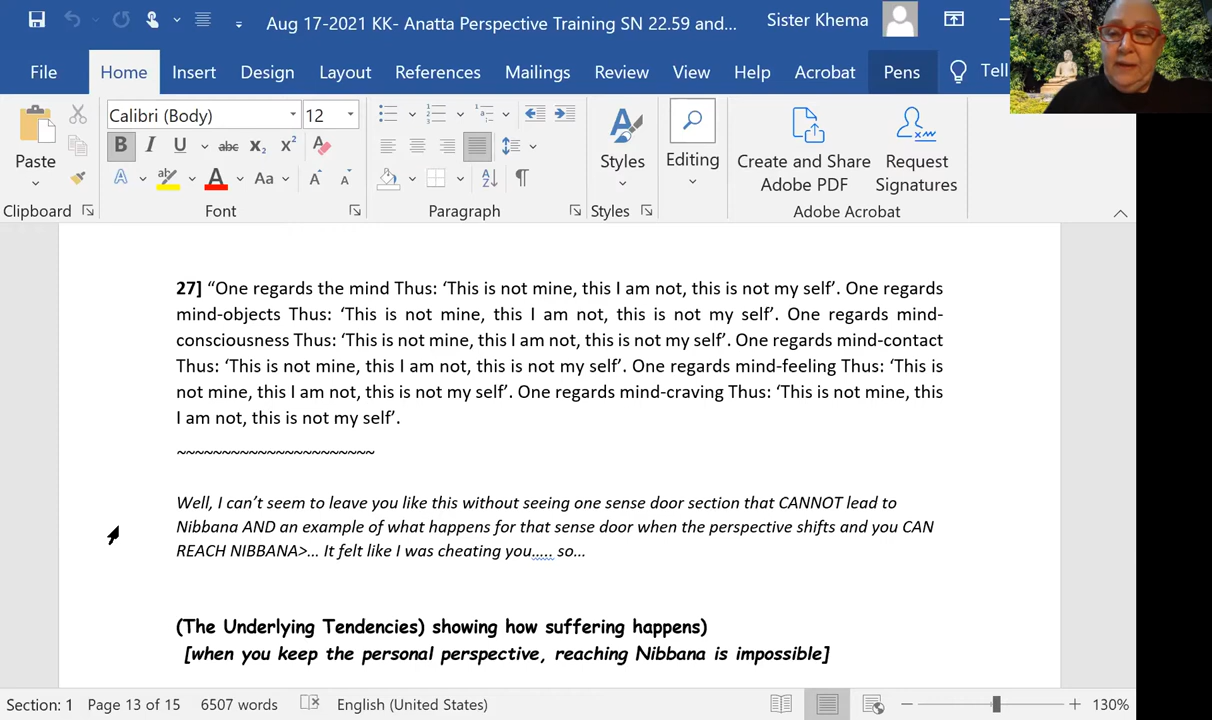 Aug 17-2021 KK- Anatta Perspective Training SN 22.59 and...
Sister Khema
File Home Insert Design Layout References Mailings Review View Help Acrobat Pens Tell
Paste
Calibri (Body) 12
B I U abc x₂ x² A
A ab A Aa A A
Styles
Editing
Create and Share
Adobe PDF
Request
Signatures
Clipboard Font Paragraph Styles Adobe Acrobat
27] “One regards the mind Thus: ‘This is not mine, this I am not, this is not my self’. One regards
mind-objects Thus: ‘This is not mine, this I am not, this is not my self’. One regards mind-
consciousness Thus: ‘This is not mine, this I am not, this is not my self’. One regards mind-contact
Thus: ‘This is not mine, this I am not, this is not my self’. One regards mind-feeling Thus: ‘This is
not mine, this I am not, this is not my self’. One regards mind-craving Thus: ‘This is not mine, this
I am not, this is not my self’.
~~~~~~~~~~~~~~~~~~~~~~
Well, I can’t seem to leave you like this without seeing one sense door section that CANNOT lead to
Nibbana AND an example of what happens for that sense door when the perspective shifts and you CAN
REACH NIBBANA>… It felt like I was cheating you….. so…
(The Underlying Tendencies) showing how suffering happens)
[when you keep the personal perspective, reaching Nibbana is impossible]
Section: 1 Page 13 of 15 6507 words English (United States) 130%